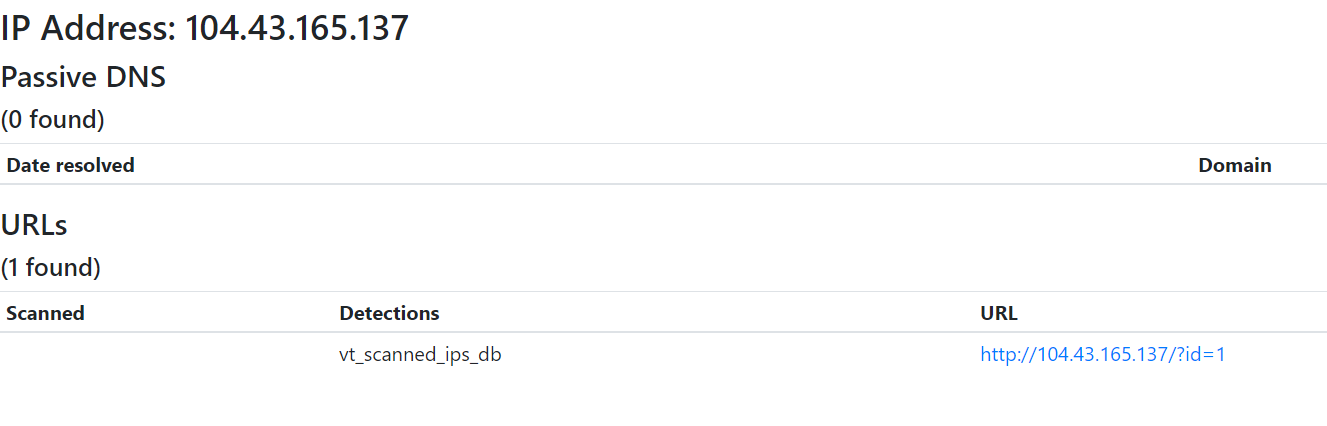 IP Address: 104.43.165.137
Passive DNS
(0 found)
Date resolved Domain
URLs
(1 found)
Scanned Detections URL
vt_scanned_ips_db http://104.43.165.137/?id=1